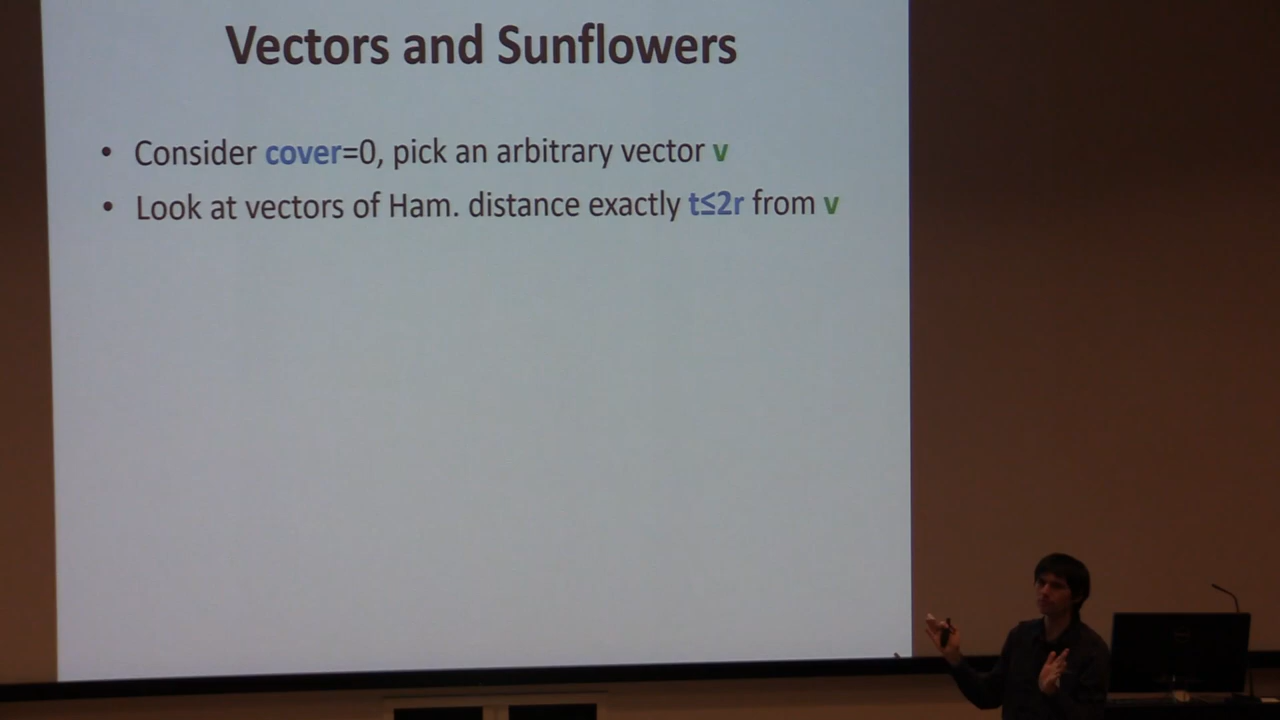 Vectors and Sunflowers
• Consider cover=0, pick an arbitrary vector v
• Look at vectors of Ham. distance exactly t≤2r from v